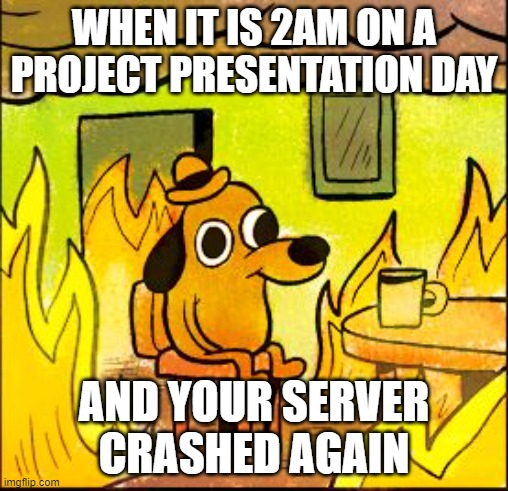 WHEN IT IS 2AM ON A
PROJECT PRESENTATION DAY
AND YOUR SERVER
CRASHED AGAIN
imgflip.com